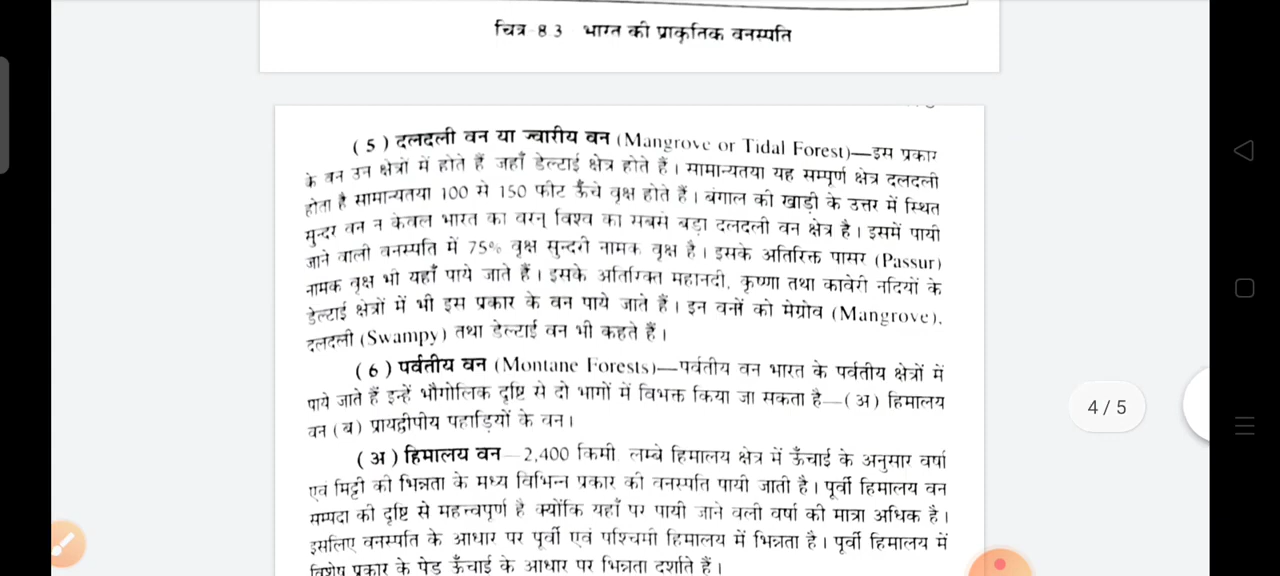 चित्र 8 3 भारत की प्राकृतिक वनस्पति
(5) दलदली वन या ज्वारीय वन (Mangrove or Tidal Forest)—इस प्रकार
के वन उन क्षेत्रों में होते हैं जहाँ डेल्टाई क्षेत्र होते हैं। सामान्यतया यह सम्पूर्ण क्षेत्र दलदली
होता है सामान्यतया 100 से 150 फीट ऊँचे वृक्ष होते हैं। बंगाल की खाड़ी के उत्तर में स्थित
सुन्दर वन न केवल भारत का वरन् विश्व का सबसे बड़ा दलदली वन क्षेत्र है। इसमें पायी
जाने वाली वनस्पति में 75% वृक्ष सुन्दरी नामक वृक्ष है। इसके अतिरिक्त पासर (Passur)
नामक वृक्ष भी यहाँ पाये जाते हैं। इसके अतिरिक्त महानदी, कृष्णा तथा कावेरी नदियों के
डेल्टाई क्षेत्रों में भी इस प्रकार के वन पाये जाते हैं। इन वनों को मेग्रोव (Mangrove),
दलदली (Swampy) तथा डेल्टाई वन भी कहते हैं।
(6) पर्वतीय वन (Montane Forests)—पर्वतीय वन भारत के पर्वतीय क्षेत्रों में
पाये जाते हैं इन्हें भौगोलिक दृष्टि से दो भागों में विभक्त किया जा सकता है—(अ) हिमालय
वन (ब) प्रायद्वीपीय पहाड़ियों के वन।
(अ) हिमालय वन—2,400 किमी. लम्बे हिमालय क्षेत्र में ऊँचाई के अनुसार वर्षा
एवं मिट्टी की भिन्नता के मध्य विभिन्न प्रकार की वनस्पति पायी जाती है। पूर्वी हिमालय वन
सम्पदा की दृष्टि से महत्त्वपूर्ण है क्योंकि यहाँ पर पायी जाने वली वर्षा की मात्रा अधिक है।
इसलिए वनस्पति के आधार पर पूर्वी एवं पश्चिमी हिमालय में भिन्नता है। पूर्वी हिमालय में
विशेष प्रकार के पेड़ ऊँचाई के आधार पर भिन्नता दर्शाते हैं।
4 / 5